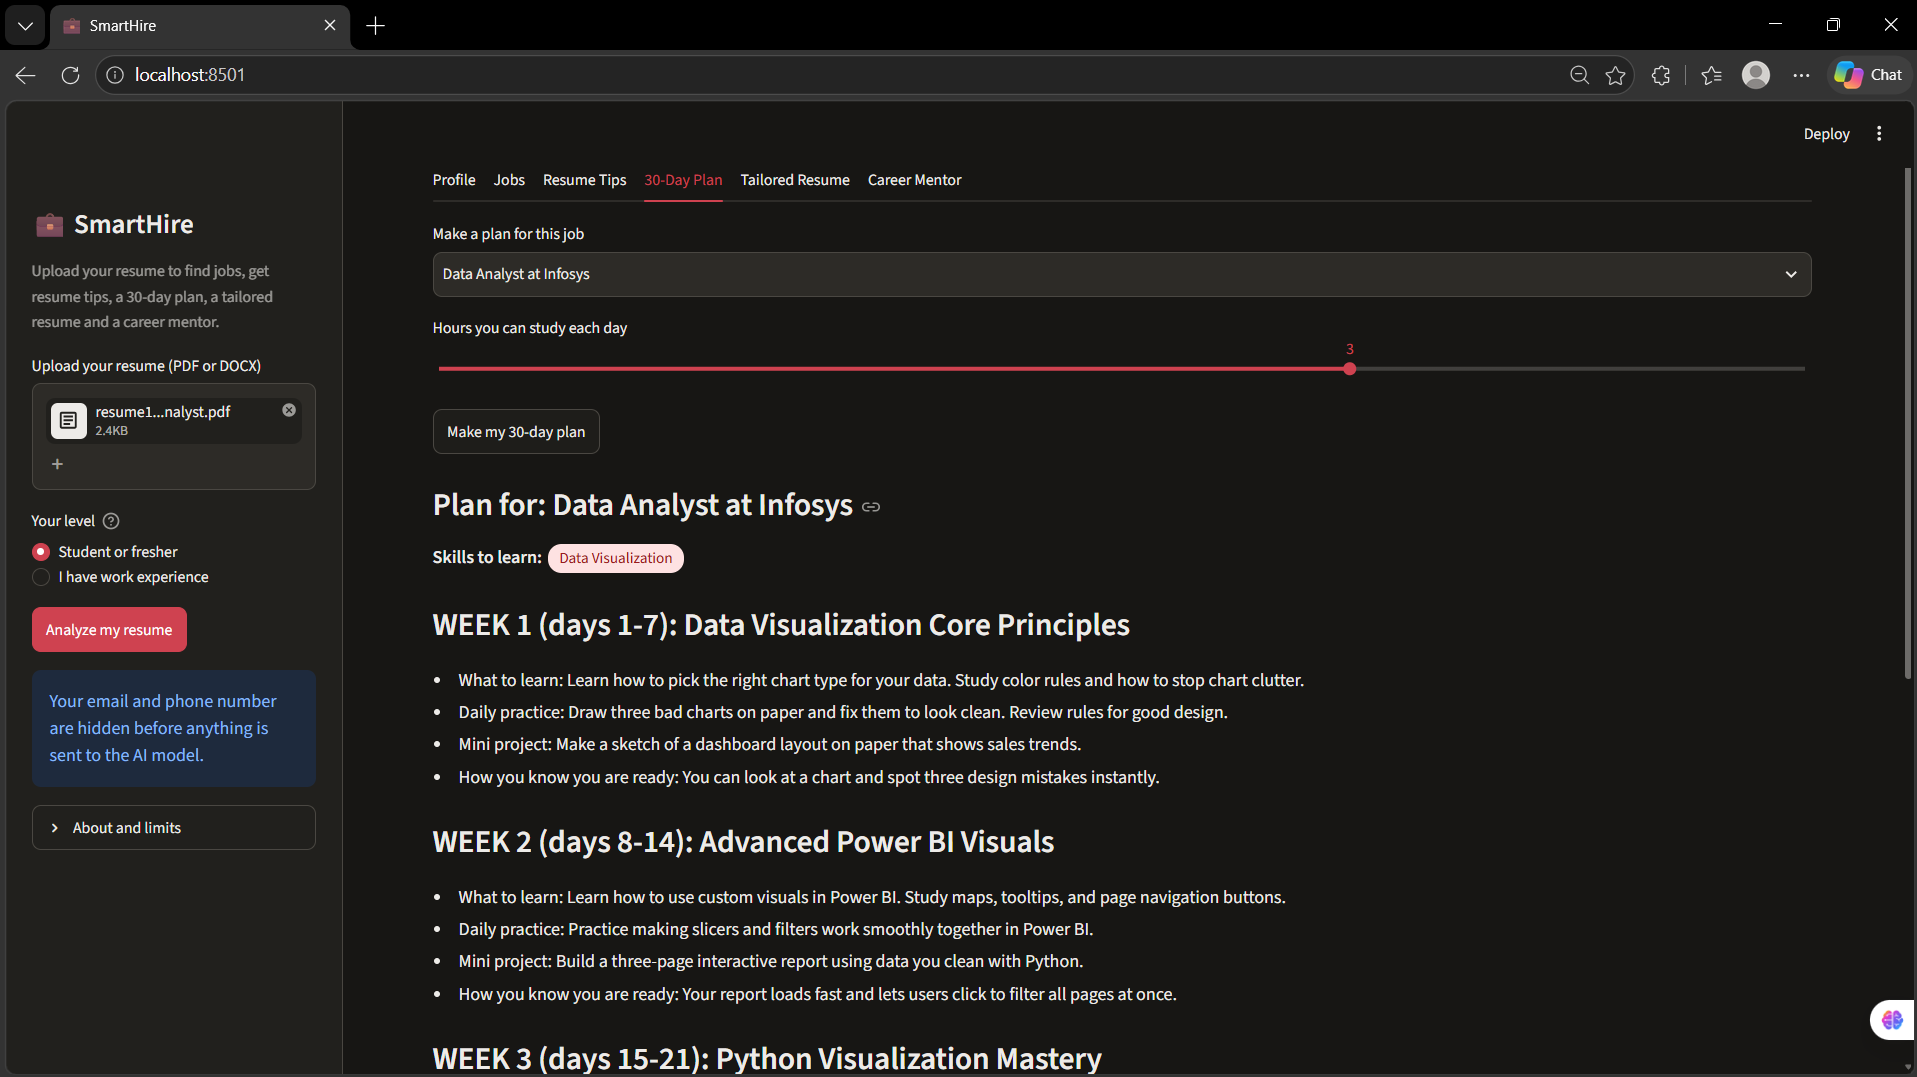 SmartHire
localhost:8501
Chat
Deploy
SmartHire
Upload your resume to find jobs, get
resume tips, a 30-day plan, a tailored
resume and a career mentor.
Upload your resume (PDF or DOCX)
resume1...nalyst.pdf
2.4KB
Your level
Student or fresher
I have work experience
Analyze my resume
Your email and phone number
are hidden before anything is
sent to the AI model.
About and limits
Profile Jobs Resume Tips 30-Day Plan Tailored Resume Career Mentor
Make a plan for this job
Data Analyst at Infosys
Hours you can study each day
3
Make my 30-day plan
Plan for: Data Analyst at Infosys
Skills to learn: Data Visualization
WEEK 1 (days 1-7): Data Visualization Core Principles
• What to learn: Learn how to pick the right chart type for your data. Study color rules and how to stop chart clutter.
• Daily practice: Draw three bad charts on paper and fix them to look clean. Review rules for good design.
• Mini project: Make a sketch of a dashboard layout on paper that shows sales trends.
• How you know you are ready: You can look at a chart and spot three design mistakes instantly.
WEEK 2 (days 8-14): Advanced Power BI Visuals
• What to learn: Learn how to use custom visuals in Power BI. Study maps, tooltips, and page navigation buttons.
• Daily practice: Practice making slicers and filters work smoothly together in Power BI.
• Mini project: Build a three-page interactive report using data you clean with Python.
• How you know you are ready: Your report loads fast and lets users click to filter all pages at once.
WEEK 3 (days 15-21): Python Visualization Mastery